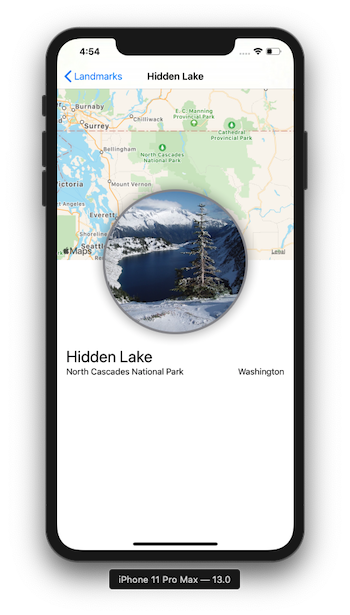 4:54
Landmarks
Hidden Lake
Burnaby
Surrey
Chilliwack
E.C. Manning
Provincial Park
Cathedral
Provincial Park
Bellingham
North Cascades
National Park
Victoria
Mount Vernon
Everett
Shoreline
Seattle
Maps
Legal
Hidden Lake
North Cascades National Park
Washington
iPhone 11 Pro Max — 13.0